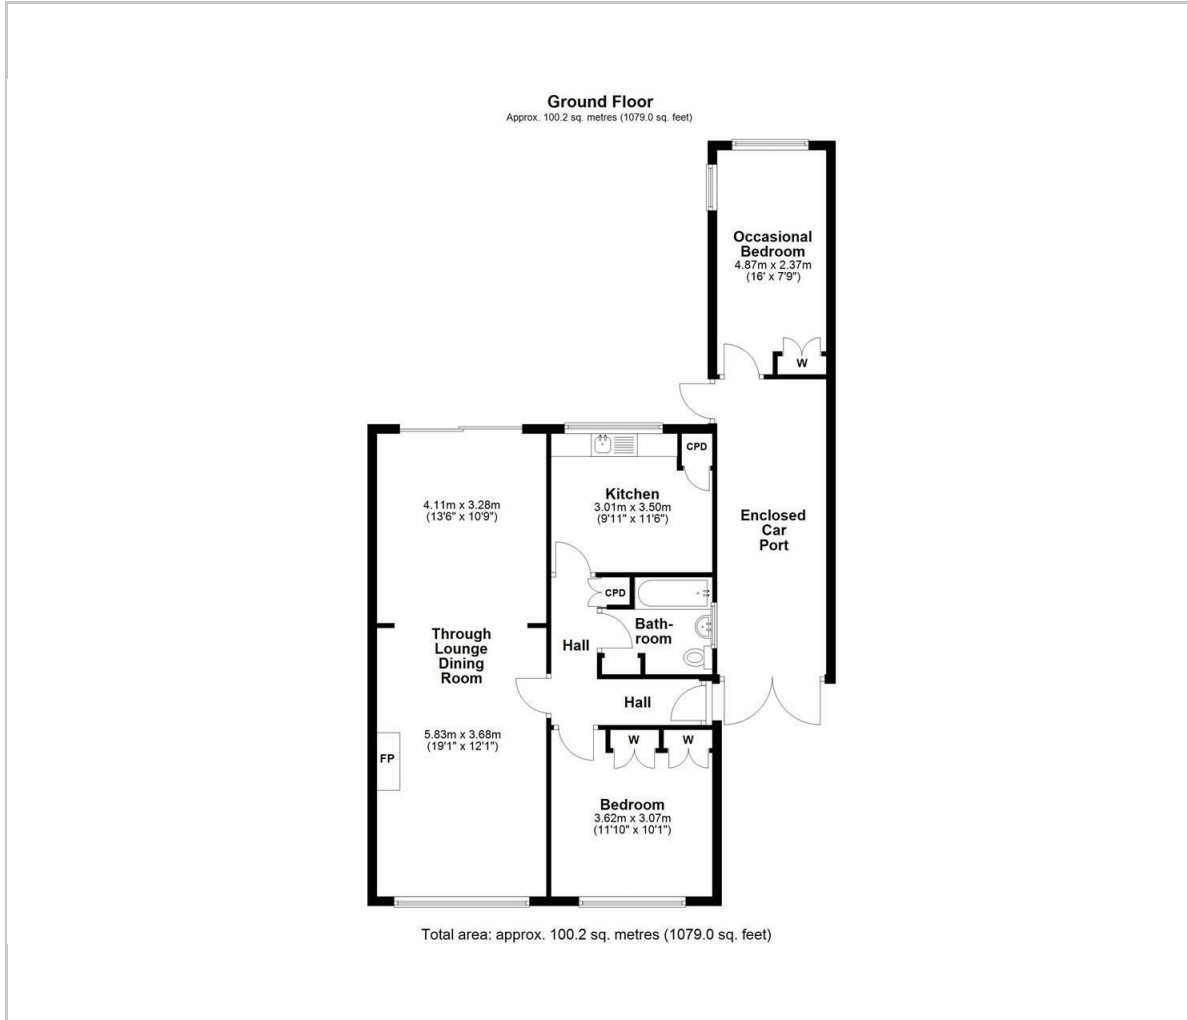 Ground Floor
Approx. 100.2 sq. metres (1079.0 sq. feet)
Occasional
Bedroom
4.87m x 2.37m
(16' x 7'9")
W
CPD
4.11m x 3.28m
(13'6" x 10'9")
Kitchen
3.01m x 3.50m
(9'11" x 11'6")
Enclosed
Car
Port
CPD
Bath-
room
Through
Lounge
Dining
Room
Hall
Hall
5.83m x 3.68m
(19'1" x 12'1")
FP
W
W
Bedroom
3.62m x 3.07m
(11'10" x 10'1")
Total area: approx. 100.2 sq. metres (1079.0 sq. feet)